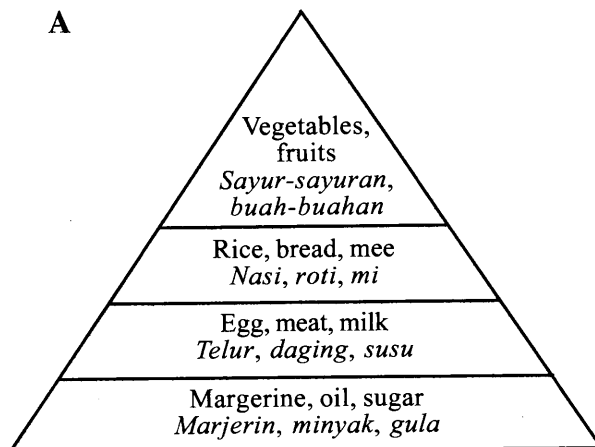 A
Vegetables,
fruits
Sayur-sayuran,
buah-buahan
Rice, bread, mee
Nasi, roti, mi
Egg, meat, milk
Telur, daging, susu
Margerine, oil, sugar
Marjerin, minyak, gula